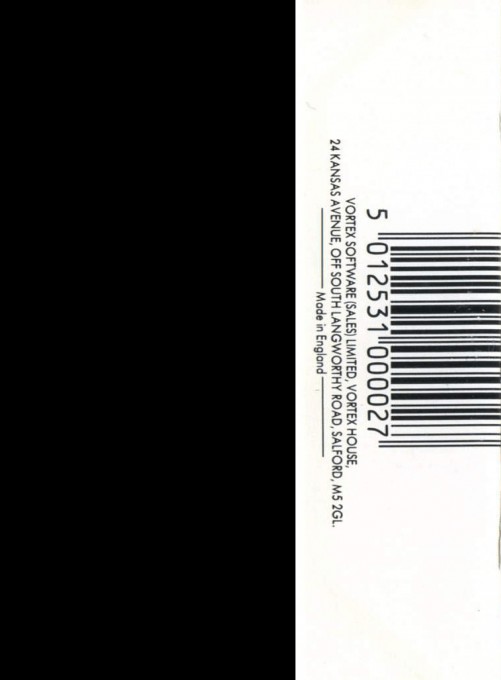 5 012531 000027
VORTEX SOFTWARE (SALES) LIMITED, VORTEX HOUSE,
24 KANSAS AVENUE, OFF SOUTH LANGWORTHY ROAD, SALFORD, M5 2GL.
Made in England